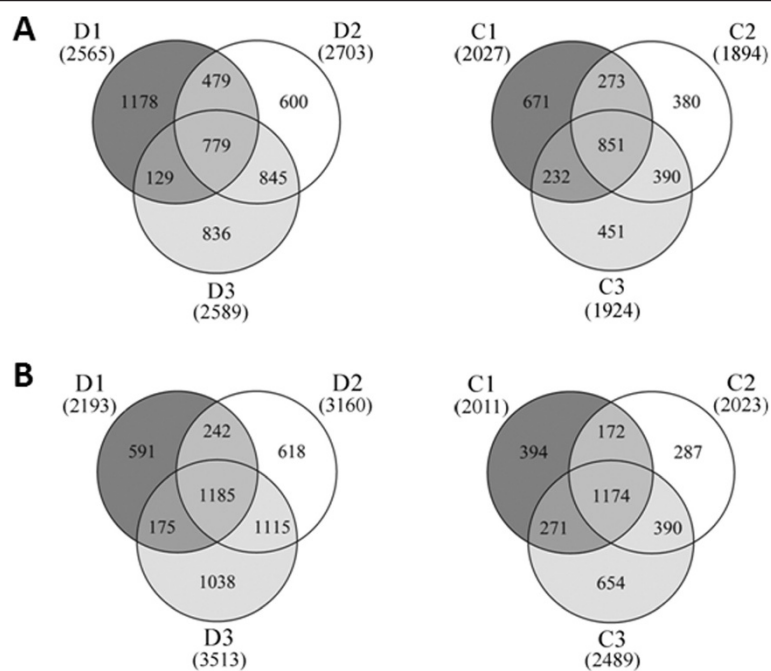 A
D1
(2565)
D2
(2703)
1178
479
600
779
129
845
836
D3
(2589)
C1
(2027)
C2
(1894)
671
273
380
851
232
390
451
C3
(1924)
B
D1
(2193)
D2
(3160)
591
242
618
1185
175
1115
1038
D3
(3513)
C1
(2011)
C2
(2023)
394
172
287
1174
271
390
654
C3
(2489)